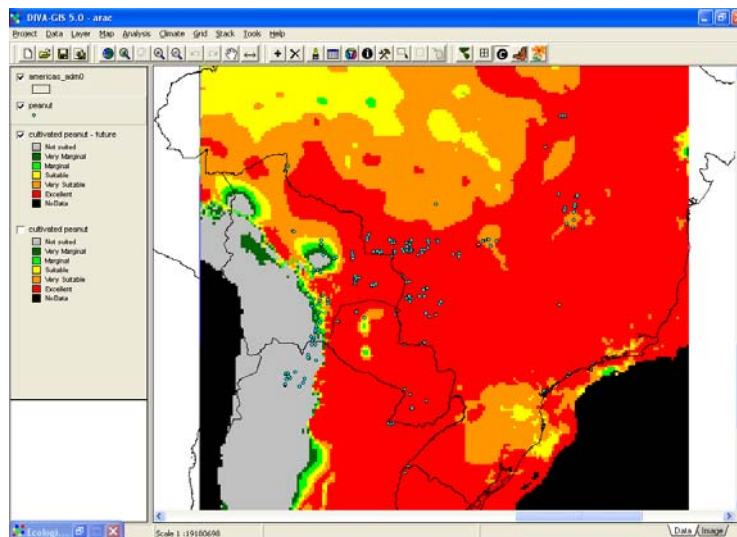 DIVA-GIS 5.0 - arac
Project Data Layer Map Analysis Climate Grid Stack Tools Help
americas_adm0
peanut
cultivated peanut - future
Not suited
Very Marginal
Marginal
Suitable
Very Suitable
Excellent
NoData
cultivated peanut
Not suited
Very Marginal
Marginal
Suitable
Very Suitable
Excellent
NoData
Ecologi...
Scale 1 :19180698
Data
Image